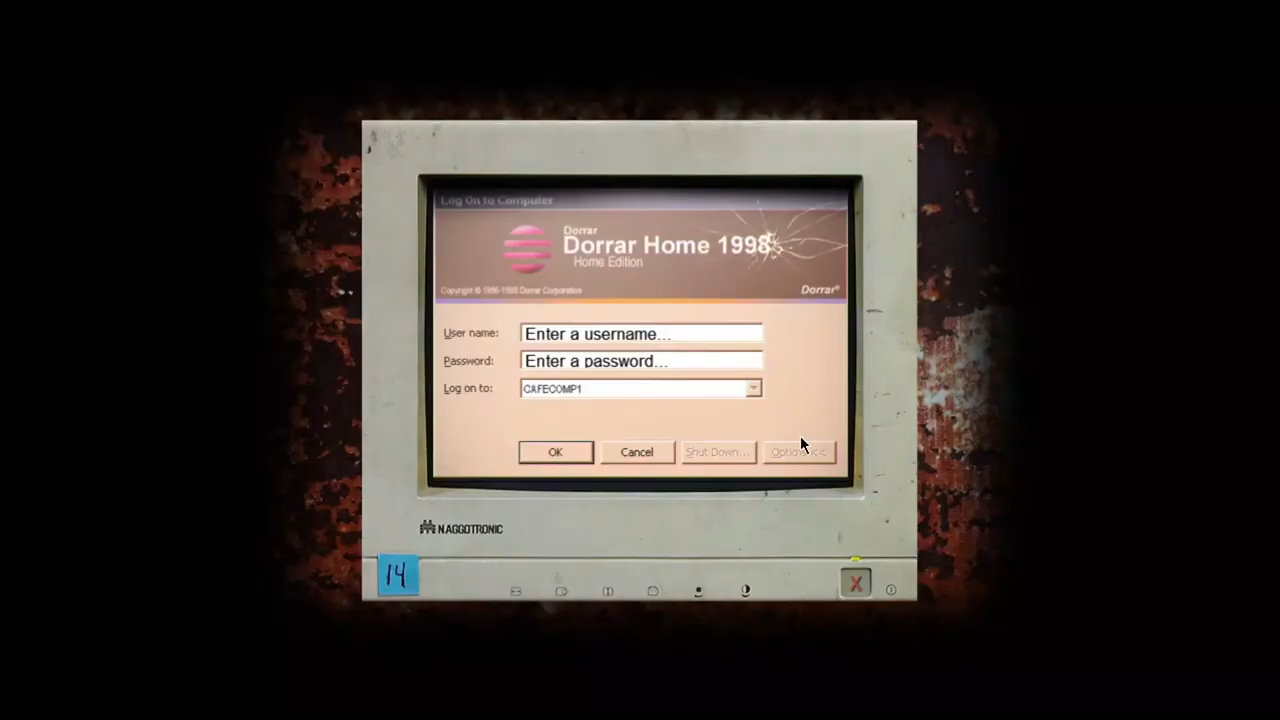 Log On to Computer
Dorrar
Dorrar Home 1998
Home Edition
Copyright © 1986-1998 Dorrar Corporation
Dorrar®
User name: Enter a username...
Password: Enter a password...
Log on to: CAFECOMP1
OK Cancel Shut Down... Options <<
NAGGOTRONIC
14
X